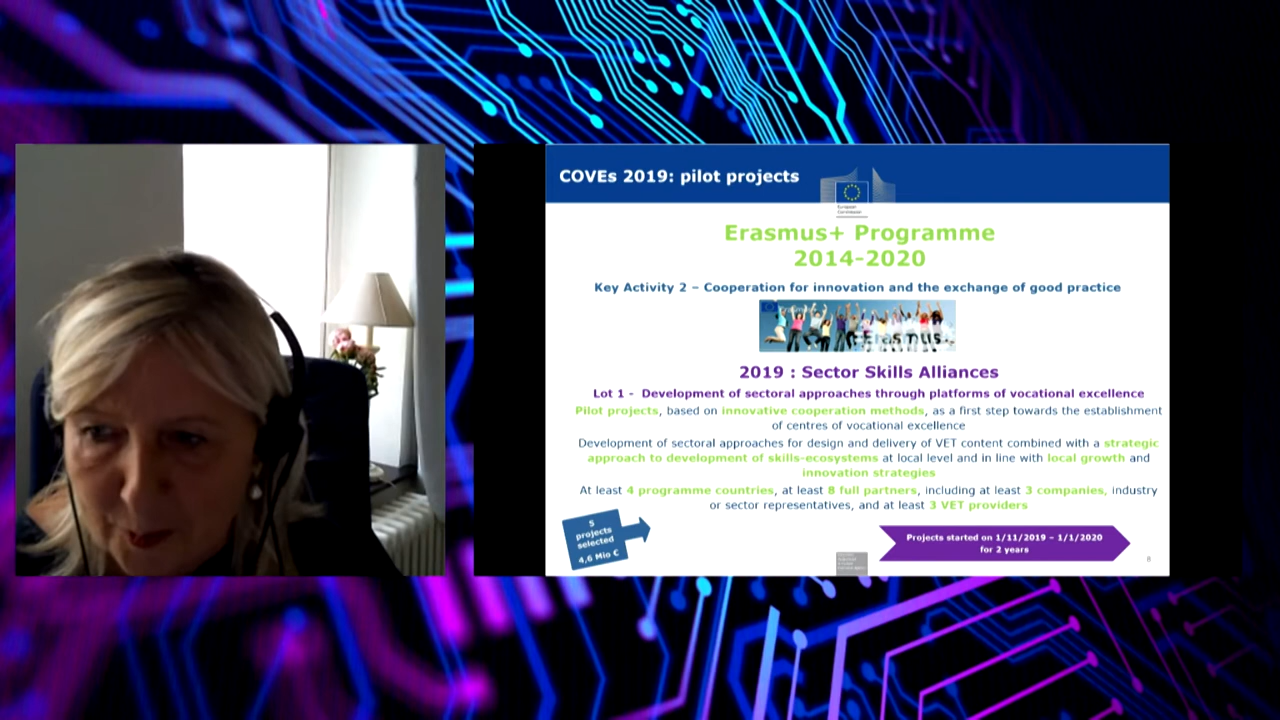 COVEs 2019: pilot projects
European
Commission
Erasmus+ Programme
2014-2020
Key Activity 2 – Cooperation for innovation and the exchange of good practice
Erasmus
2019 : Sector Skills Alliances
Lot 1 - Development of sectoral approaches through platforms of vocational excellence
Pilot projects, based on innovative cooperation methods, as a first step towards the establishment
of centres of vocational excellence
Development of sectoral approaches for design and delivery of VET content combined with a strategic
approach to development of skills-ecosystems at local level and in line with local growth and
innovation strategies
At least 4 programme countries, at least 8 full partners, including at least 3 companies, industry
or sector representatives, and at least 3 VET providers
5
projects
selected
4,6 Mio €
Projects started on 1/11/2019 – 1/1/2020
for 2 years
8